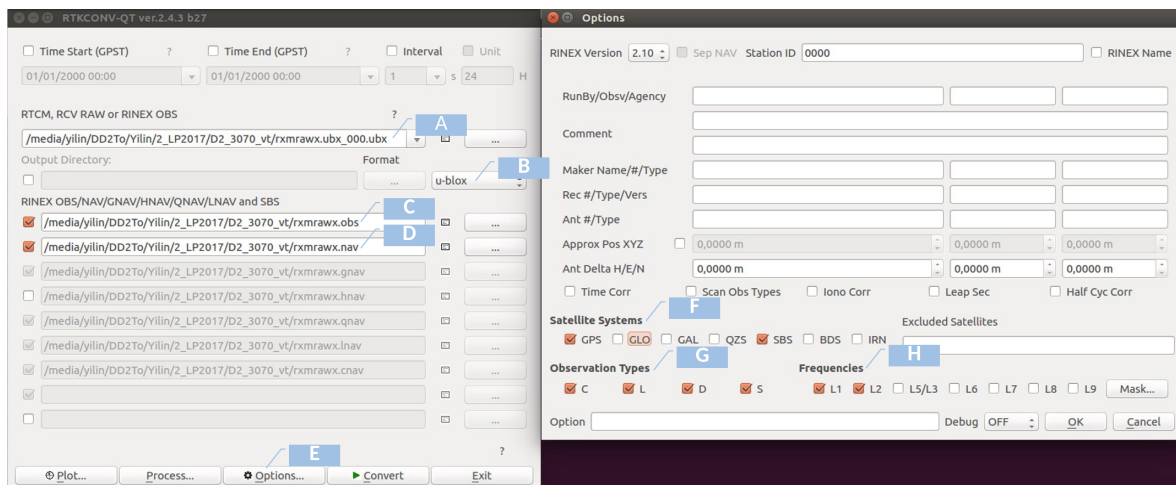 RTKCONV-QT ver.2.4.3 b27
Time Start (GPST) ? Time End (GPST) ? Interval Unit
01/01/2000 00:00 01/01/2000 00:00 1 s 24 H
RTCM, RCV RAW or RINEX OBS ?
A
/media/yilin/DD2To/Yilin/2_LP2017/D2_3070_vt/rxmrawx.ubx_000.ubx ...
Output Directory: Format
B
... u-blox
RINEX OBS/NAV/GNAV/HNAV/QNAV/LNAV and SBS
C
/media/yilin/DD2To/Yilin/2_LP2017/D2_3070_vt/rxmrawx.obs ...
D
/media/yilin/DD2To/Yilin/2_LP2017/D2_3070_vt/rxmrawx.nav ...
/media/yilin/DD2To/Yilin/2_LP2017/D2_3070_vt/rxmrawx.gnav ...
/media/yilin/DD2To/Yilin/2_LP2017/D2_3070_vt/rxmrawx.hnav ...
/media/yilin/DD2To/Yilin/2_LP2017/D2_3070_vt/rxmrawx.qnav ...
/media/yilin/DD2To/Yilin/2_LP2017/D2_3070_vt/rxmrawx.lnav ...
/media/yilin/DD2To/Yilin/2_LP2017/D2_3070_vt/rxmrawx.cnav ...
...
...
?
E
Plot... Process... Options... Convert Exit
Options
RINEX Version 2.10 Sep NAV Station ID 0000 RINEX Name
RunBy/Obsv/Agency
Comment
Maker Name/#/Type
Rec #/Type/Vers
Ant #/Type
Approx Pos XYZ 0,0000 m 0,0000 m 0,0000 m
Ant Delta H/E/N 0,0000 m 0,0000 m 0,0000 m
Time Corr Scan Obs Types Iono Corr Leap Sec Half Cyc Corr
F
Satellite Systems Excluded Satellites
GPS GLO GAL QZS SBS BDS IRN
G H
Observation Types Frequencies
C L D S L1 L2 L5/L3 L6 L7 L8 L9 Mask...
Option Debug OFF OK Cancel